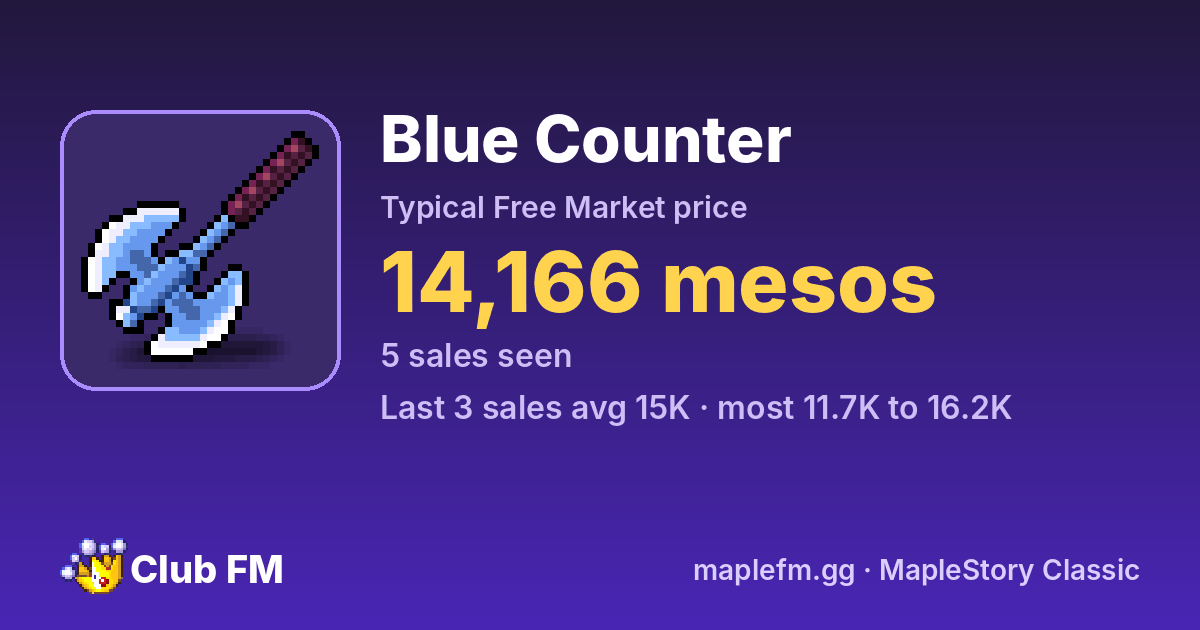 Blue Counter
Typical Free Market price
14,166 mesos
5 sales seen
Last 3 sales avg 15K · most 11.7K to 16.2K
Club FM
maplefm.gg · MapleStory Classic